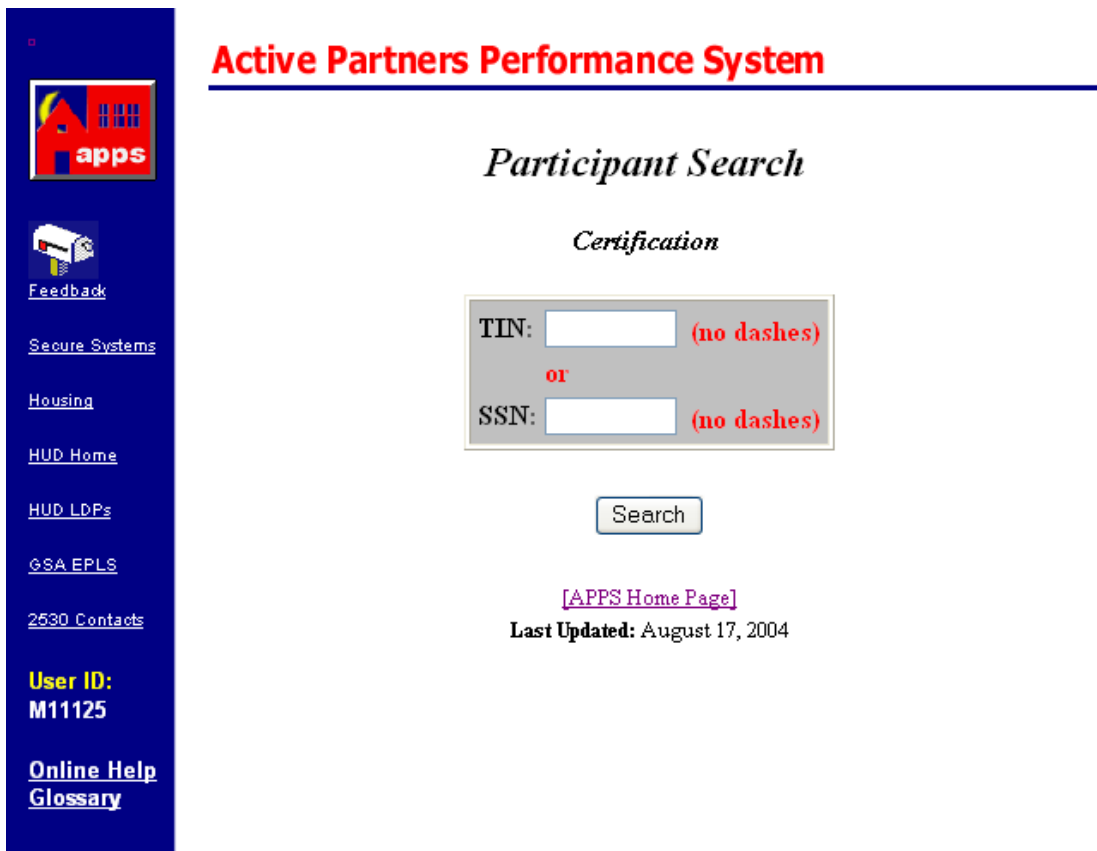 Active Partners Performance System
apps
Feedback
Secure Systems
Housing
HUD Home
HUD LDPs
GSA EPLS
2530 Contacts
User ID:
M11125
Online Help
Glossary
Participant Search
Certification
TIN: (no dashes)
or
SSN: (no dashes)
Search
[APPS Home Page]
Last Updated: August 17, 2004